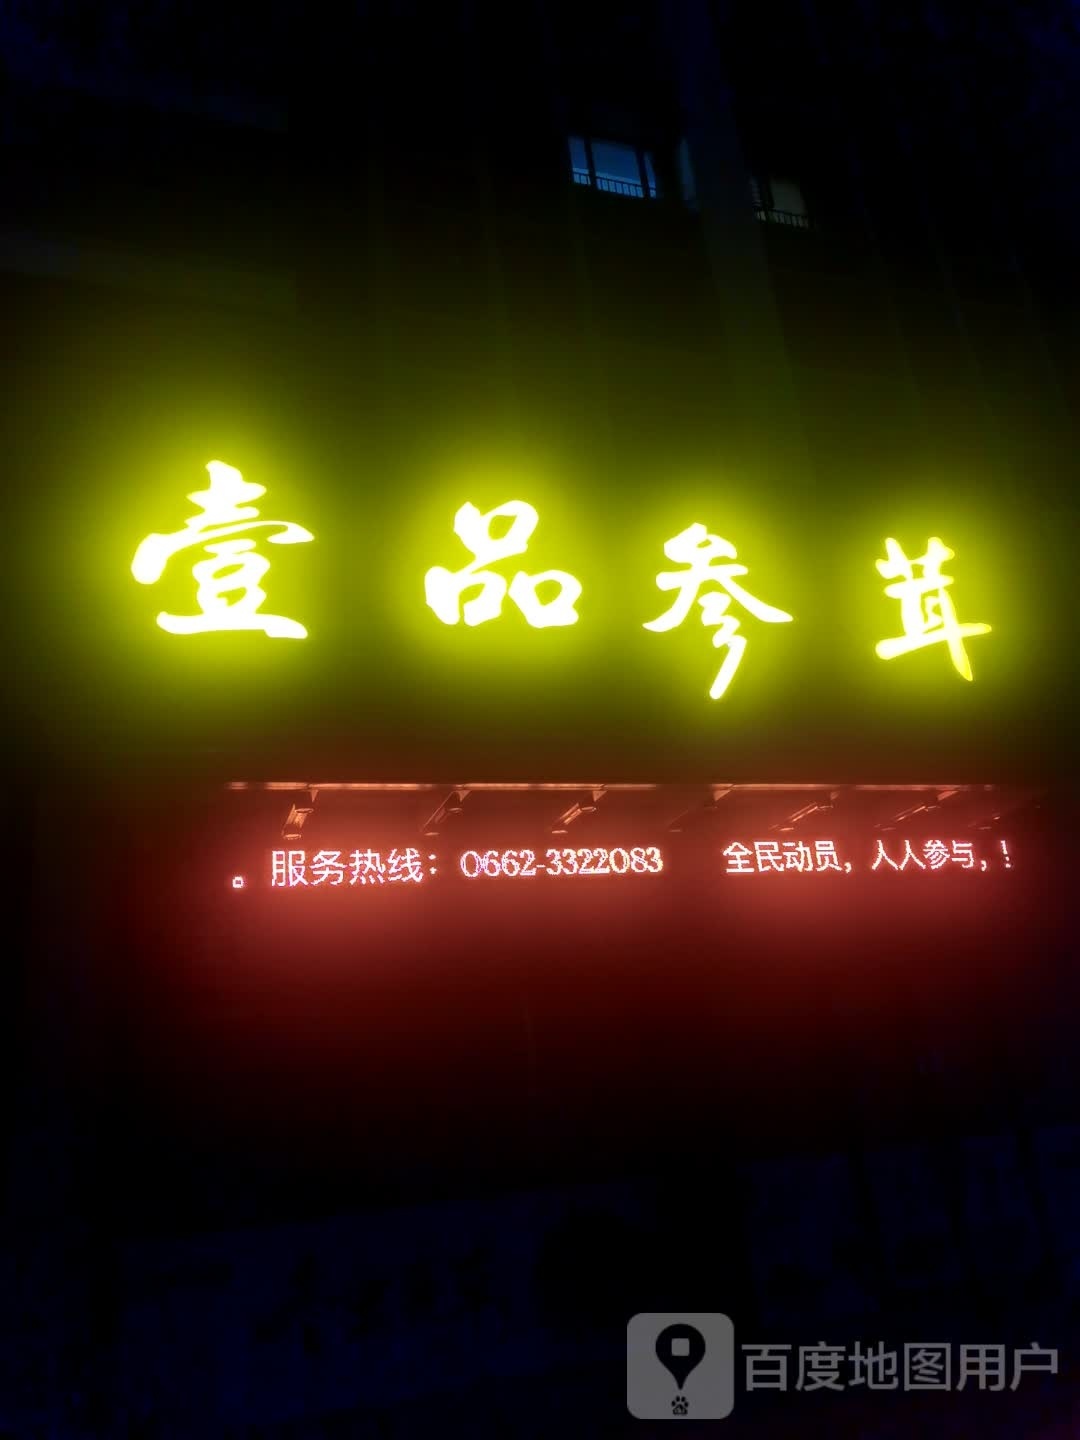 壹品参茸
。服务热线：0662-3322083 全民动员，人人参与，
百度地图用户